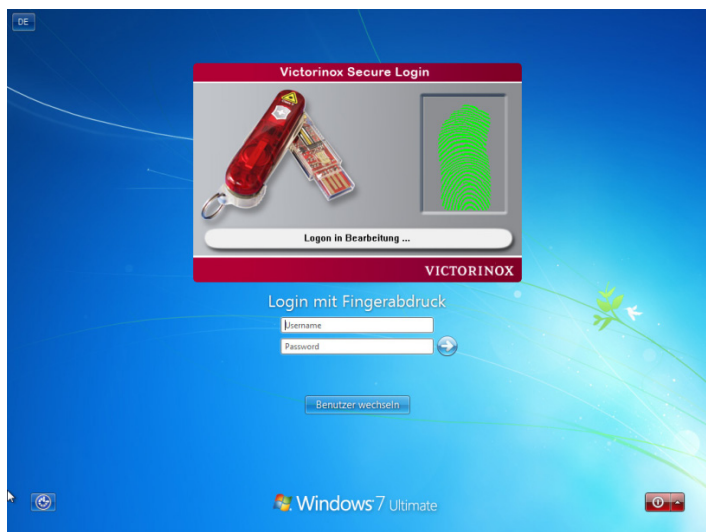 DE
Victorinox Secure Login
Logon in Bearbeitung ...
VICTORINOX
Login mit Fingerabdruck
Username
Password
Benutzer wechseln
Windows 7 Ultimate